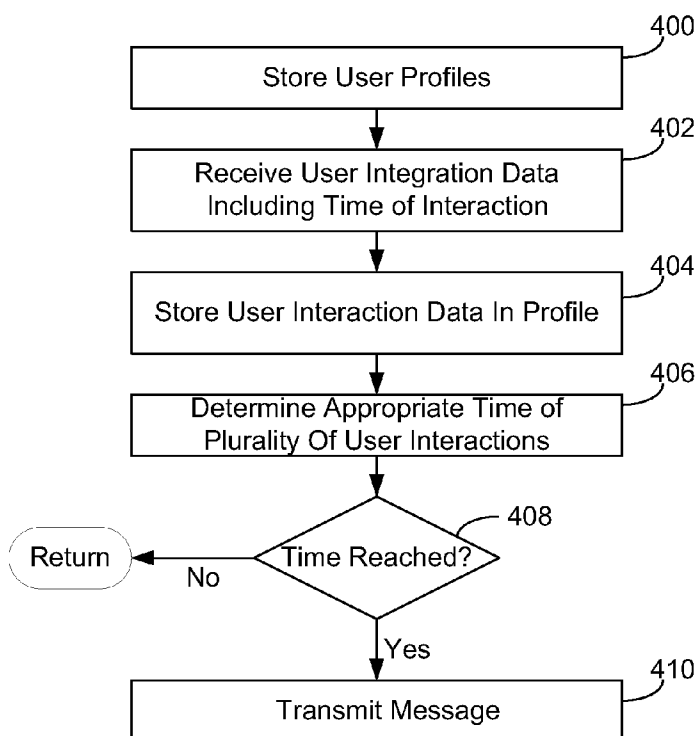 400
Store User Profiles
402
Receive User Integration Data
Including Time of Interaction
404
Store User Interaction Data In Profile
406
Determine Appropriate Time of
Plurality Of User Interactions
408
Time Reached?
Return
No
Yes
410
Transmit Message